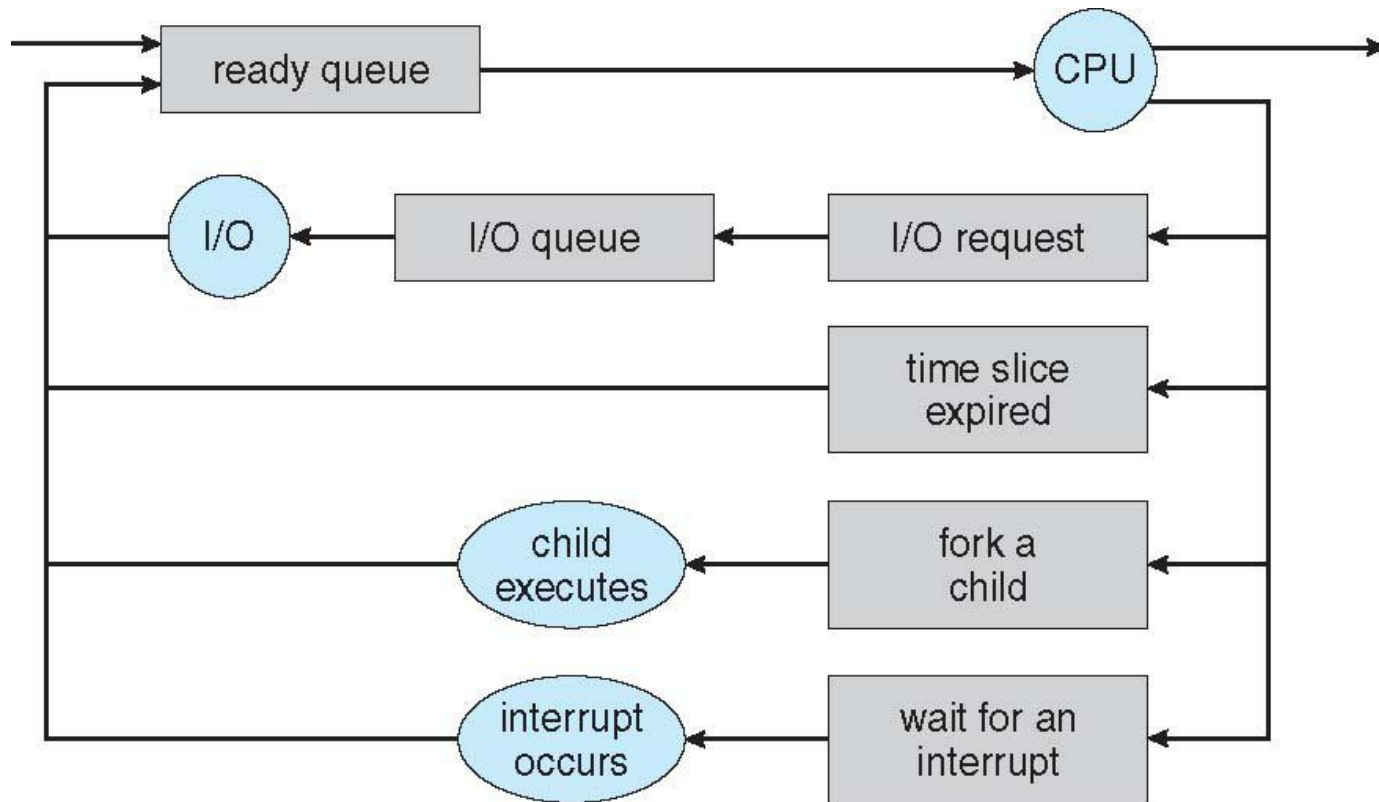 ready queue
CPU
I/O
I/O queue
I/O request
time slice
expired
child
executes
fork a
child
interrupt
occurs
wait for an
interrupt